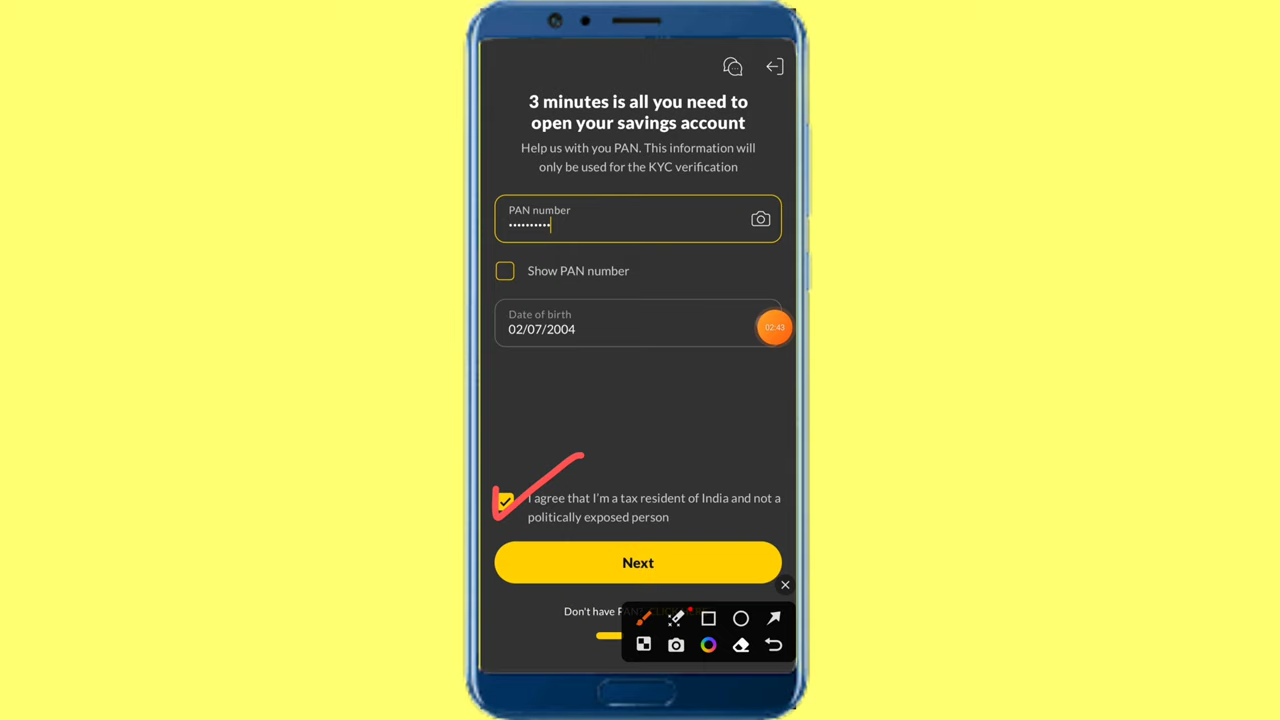 3 minutes is all you need to
open your savings account
Help us with you PAN. This information will
only be used for the KYC verification
PAN number
••••••••••
Show PAN number
Date of birth
02/07/2004
02:43
I agree that I'm a tax resident of India and not a
politically exposed person
Next
Don't have PAN?